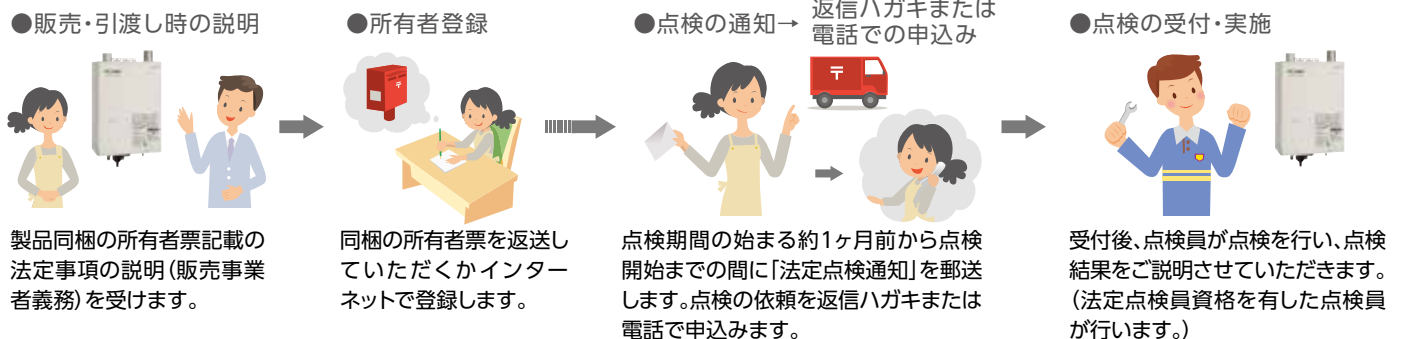 ●販売・引渡し時の説明
製品同梱の所有者票記載の
法定事項の説明(販売事業
者義務)を受けます。
●所有者登録
〒
同梱の所有者票を返送し
ていただくかインター
ネットで登録します。
●点検の通知→ 返信ハガキまたは
電話での申込み
〒
点検期間の始まる約1ヶ月前から点検
開始までの間に「法定点検通知」を郵送
します。点検の依頼を返信ハガキまたは
電話で申込みます。
●点検の受付・実施
受付後、点検員が点検を行い、点検
結果をご説明させていただきます。
(法定点検員資格を有した点検員
が行います。)